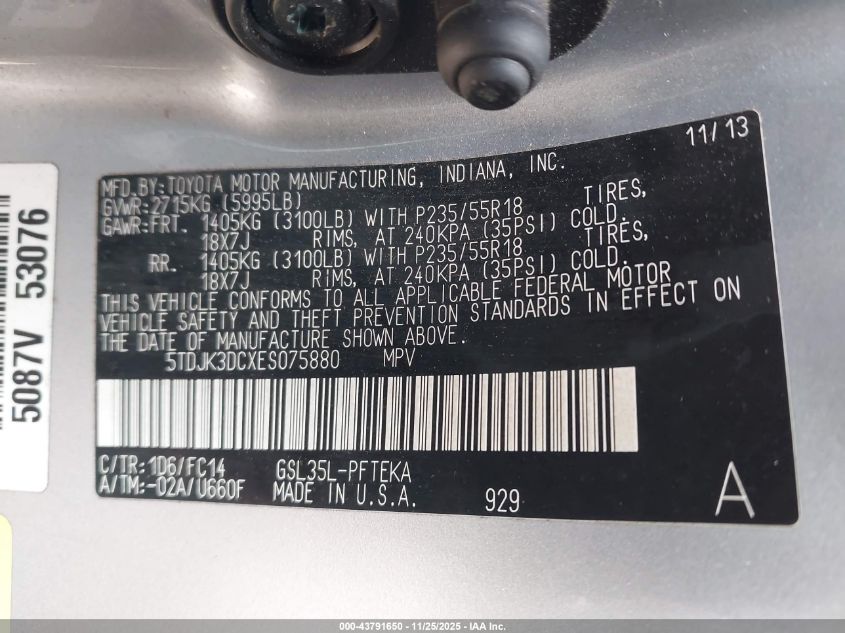 11/13
MFD.BY:TOYOTA MOTOR MANUFACTURING, INDIANA, INC.
GVWR:2715KG (5995LB)
GAWR:FRT. 1405KG (3100LB) WITH P235/55R18 TIRES,
18X7J RIMS, AT 240KPA (35PSI) COLD.
RR. 1405KG (3100LB) WITH P235/55R18 TIRES,
18X7J RIMS, AT 240KPA (35PSI) COLD.
THIS VEHICLE CONFORMS TO ALL APPLICABLE FEDERAL MOTOR
VEHICLE SAFETY AND THEFT PREVENTION STANDARDS IN EFFECT ON
THE DATE OF MANUFACTURE SHOWN ABOVE.
5TDJK3DCXES075880 MPV
C/TR:1D6/FC14 GSL35L-PFTEKA
A/TM:-02A/U660F MADE IN U.S.A. 929 A
5087V 53076
000-43791650 - 11/25/2025 - IAA Inc.